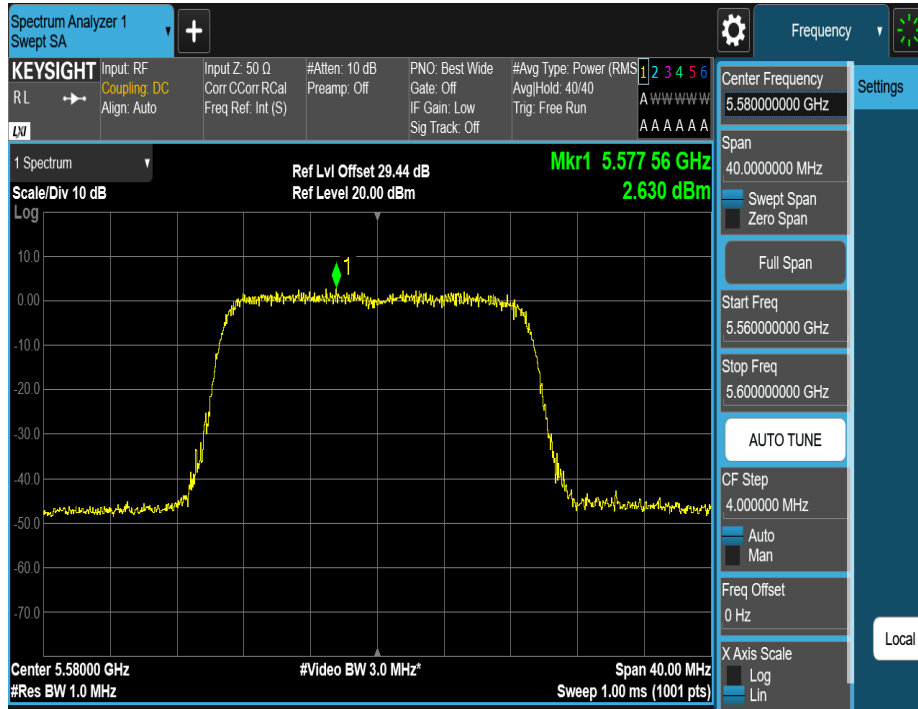 Spectrum Analyzer 1
Swept SA
+
Frequency
KEYSIGHT
R L
LXI
Input: RF
Coupling: DC
Align: Auto
Input Z: 50 Ω
Corr CCorr RCal
Freq Ref: Int (S)
#Atten: 10 dB
Preamp: Off
PNO: Best Wide
Gate: Off
IF Gain: Low
Sig Track: Off
#Avg Type: Power (RMS
Avg|Hold: 40/40
Trig: Free Run
1 2 3 4 5 6
A W W W W W
A A A A A A
1 Spectrum
Scale/Div 10 dB
Log
Ref Lvl Offset 29.44 dB
Ref Level 20.00 dBm
Mkr1 5.577 56 GHz
2.630 dBm
1
10.0
0.00
-10.0
-20.0
-30.0
-40.0
-50.0
-60.0
-70.0
Center 5.58000 GHz
#Res BW 1.0 MHz
#Video BW 3.0 MHz*
Span 40.00 MHz
Sweep 1.00 ms (1001 pts)
Center Frequency
5.580000000 GHz
Span
40.0000000 MHz
Swept Span
Zero Span
Full Span
Start Freq
5.560000000 GHz
Stop Freq
5.600000000 GHz
AUTO TUNE
CF Step
4.000000 MHz
Auto
Man
Freq Offset
0 Hz
X Axis Scale
Log
Lin
Settings
Local